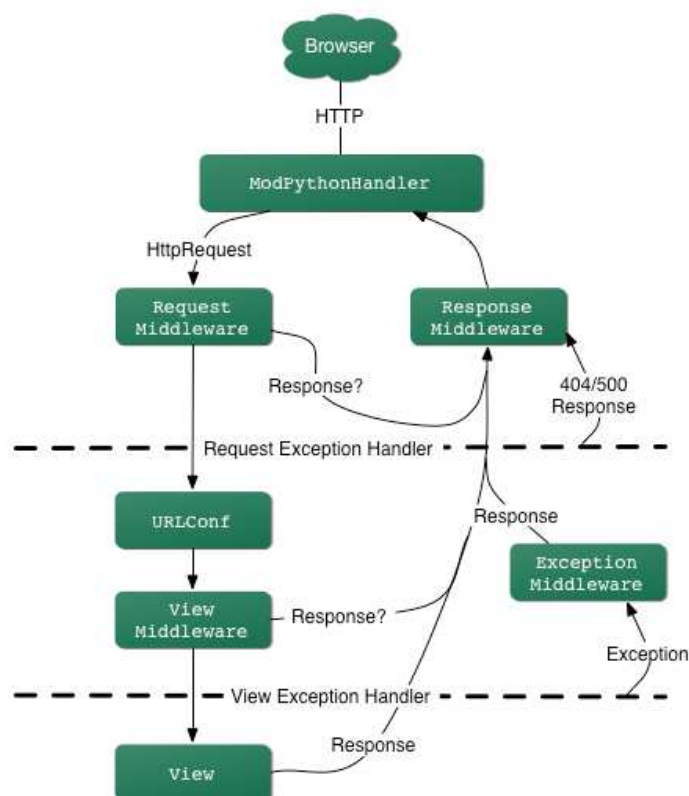 Browser
HTTP
ModPythonHandler
HttpRequest
Request
Middleware
Response
Middleware
Response?
404/500
Response
Request Exception Handler
URLConf
Response
Exception
Middleware
View
Middleware
Response?
Exception
View Exception Handler
Response
View